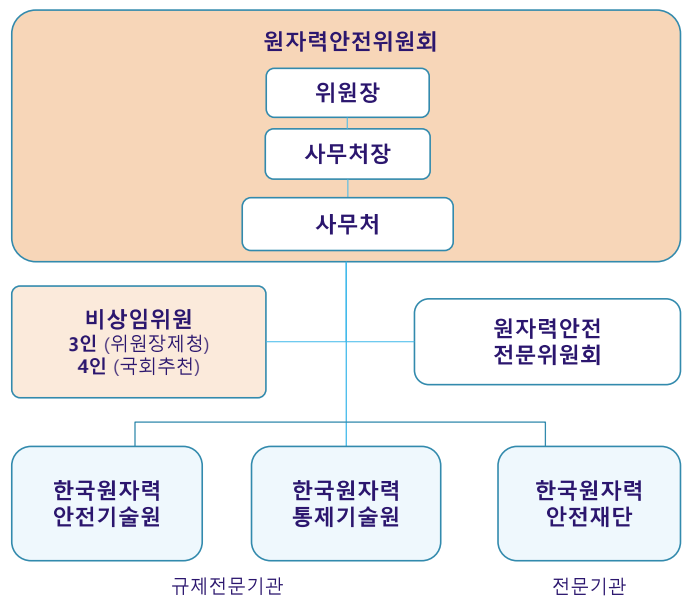 원자력안전위원회
위원장
사무처장
사무처
비상임위원
3인 (위원장제청)
4인 (국회추천)
원자력안전
전문위원회
한국원자력
안전기술원
한국원자력
통제기술원
한국원자력
안전재단
규제전문기관
전문기관